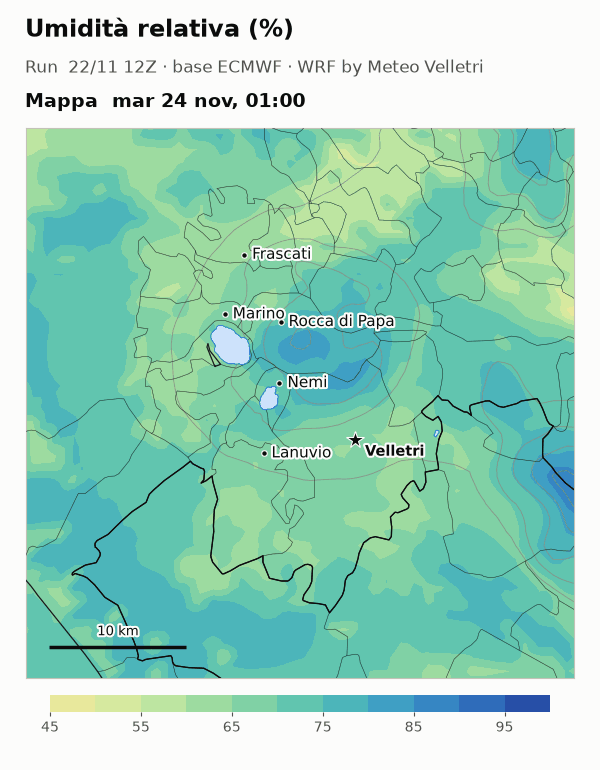 Umidità relativa (%)
Run  22/11 12Z · base ECMWF · WRF by Meteo Velletri
Mappa  mar 24 nov, 01:00
Frascati
Marino
Rocca di Papa
Nemi
Velletri
Lanuvio
10 km
45 55 65 75 85 95